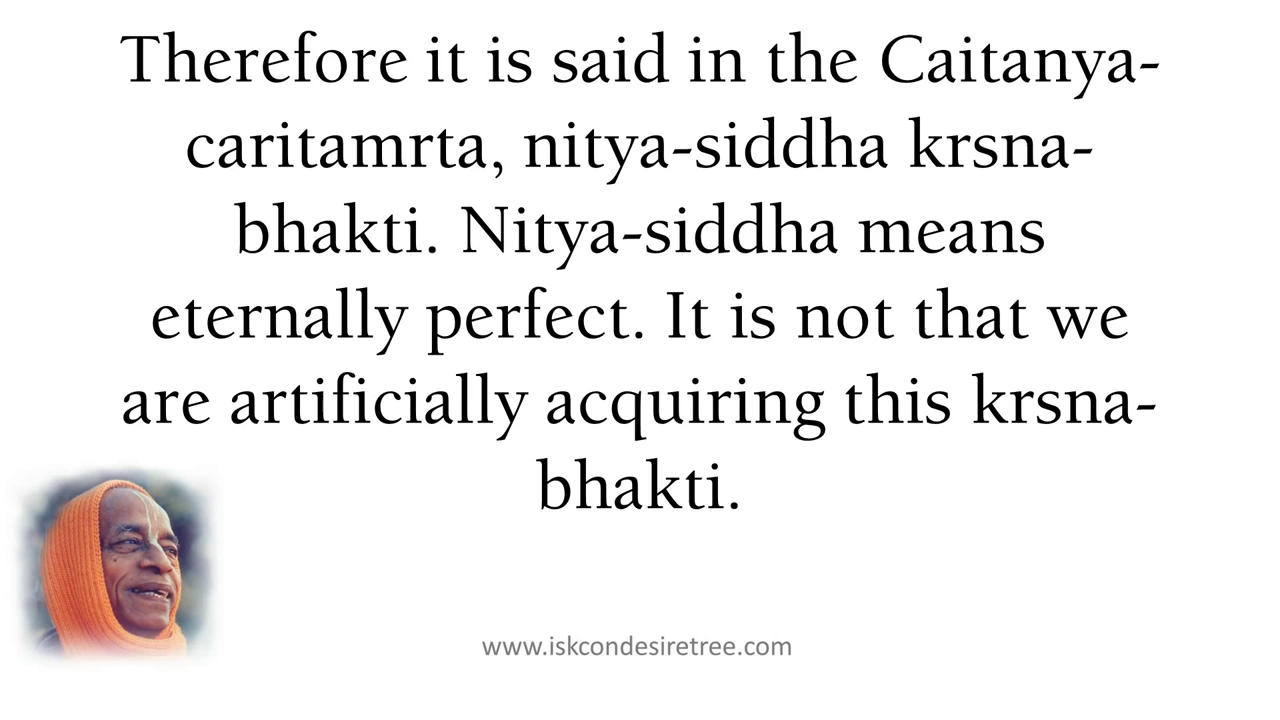 Therefore it is said in the Caitanya-
caritamrta, nitya-siddha krsna-
bhakti. Nitya-siddha means
eternally perfect. It is not that we
are artificially acquiring this krsna-
bhakti.
www.iskcondesiretree.com